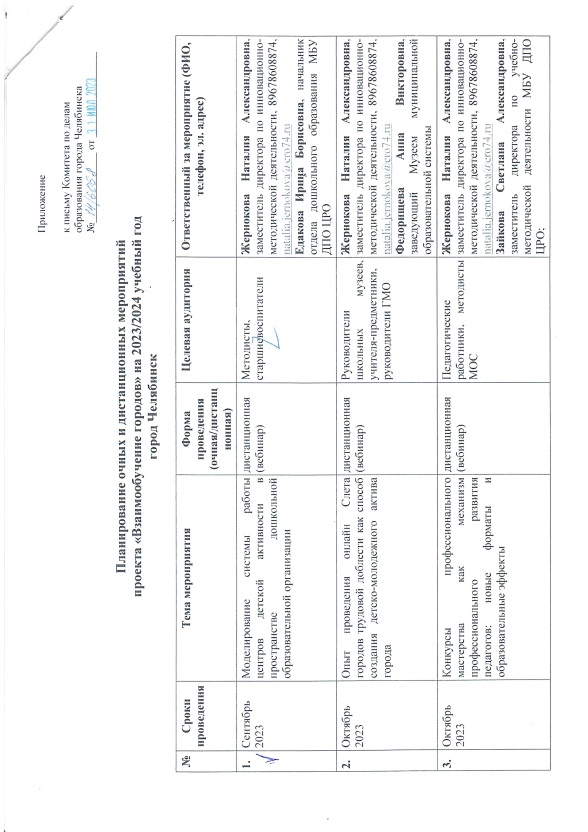 Приложение
к письму Комитета по делам
образования города Челябинска
№ от 31 ИЮЛ 2023
Планирование очных и дистанционных мероприятий
проекта «Взаимообучение городов» на 2023/2024 учебный год
город Челябинск
№
Сроки
проведения
Тема мероприятия
Форма
проведения
(очная/дистанц
ионная)
Целевая аудитория
Ответственный за мероприятие (ФИО,
телефон, эл. адрес)
1.
Сентябрь
2023
Моделирование системы работы
центров детской активности в
пространстве дошкольной
образовательной организации
дистанционная
(вебинар)
Методисты,
старшие воспитатели
Жернокова Наталия Александровна,
заместитель директора по инновационно-
методической деятельности, 89678608874,
natalia.jernokova@cro74.ru
Едакова Ирина Борисовна, начальник
отдела дошкольного образования МБУ
ДПО ЦРО
2.
Октябрь
2023
Опыт проведения онлайн Слета
городов трудовой доблести как способ
создания детско-молодежного актива
города
дистанционная
(вебинар)
Руководители
школьных музеев,
учителя-предметники,
руководители ГМО
Жернокова Наталия Александровна,
заместитель директора по инновационно-
методической деятельности, 89678608874,
natalia.jernokova@cro74.ru
Федорищева Анна Викторовна,
заведующий Музеем муниципальной
образовательной системы
3.
Октябрь
2023
Конкурсы профессионального
мастерства как механизм
профессионального развития
педагогов: новые форматы и
образовательные эффекты
дистанционная
(вебинар)
Педагогические
работники, методисты
МОС
Жернокова Наталия Александровна,
заместитель директора по инновационно-
методической деятельности, 89678608874,
natalia.jernokova@cro74.ru
Зайкова Светлана Александровна,
заместитель директора по учебно-
методической деятельности МБУ ДПО
ЦРО;